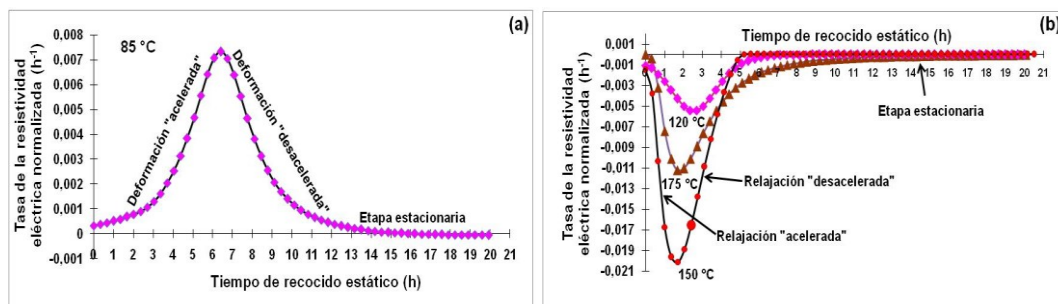 (a)
Tasa de la resistividad
eléctrica normalizada (h⁻¹)
0,008
0,007
0,006
0,005
0,004
0,003
0,002
0,001
0
-0,001
85 °C
Deformación "acelerada"
Deformación "desacelerada"
Etapa estacionaria
0 1 2 3 4 5 6 7 8 9 10 11 12 13 14 15 16 17 18 19 20 21
Tiempo de recocido estático (h)
(b)
Tiempo de recocido estático (h)
Tasa de la resistividad
eléctrica normalizada (h⁻¹)
0,001
-0,001
-0,003
-0,005
-0,007
-0,009
-0,011
-0,013
-0,015
-0,017
-0,019
-0,021
0 1 2 3 4 5 6 7 8 9 10 11 12 13 14 15 16 17 18 19 20 21
Etapa estacionaria
120 °C
175 °C
Relajación "desacelerada"
Relajación "acelerada"
150 °C